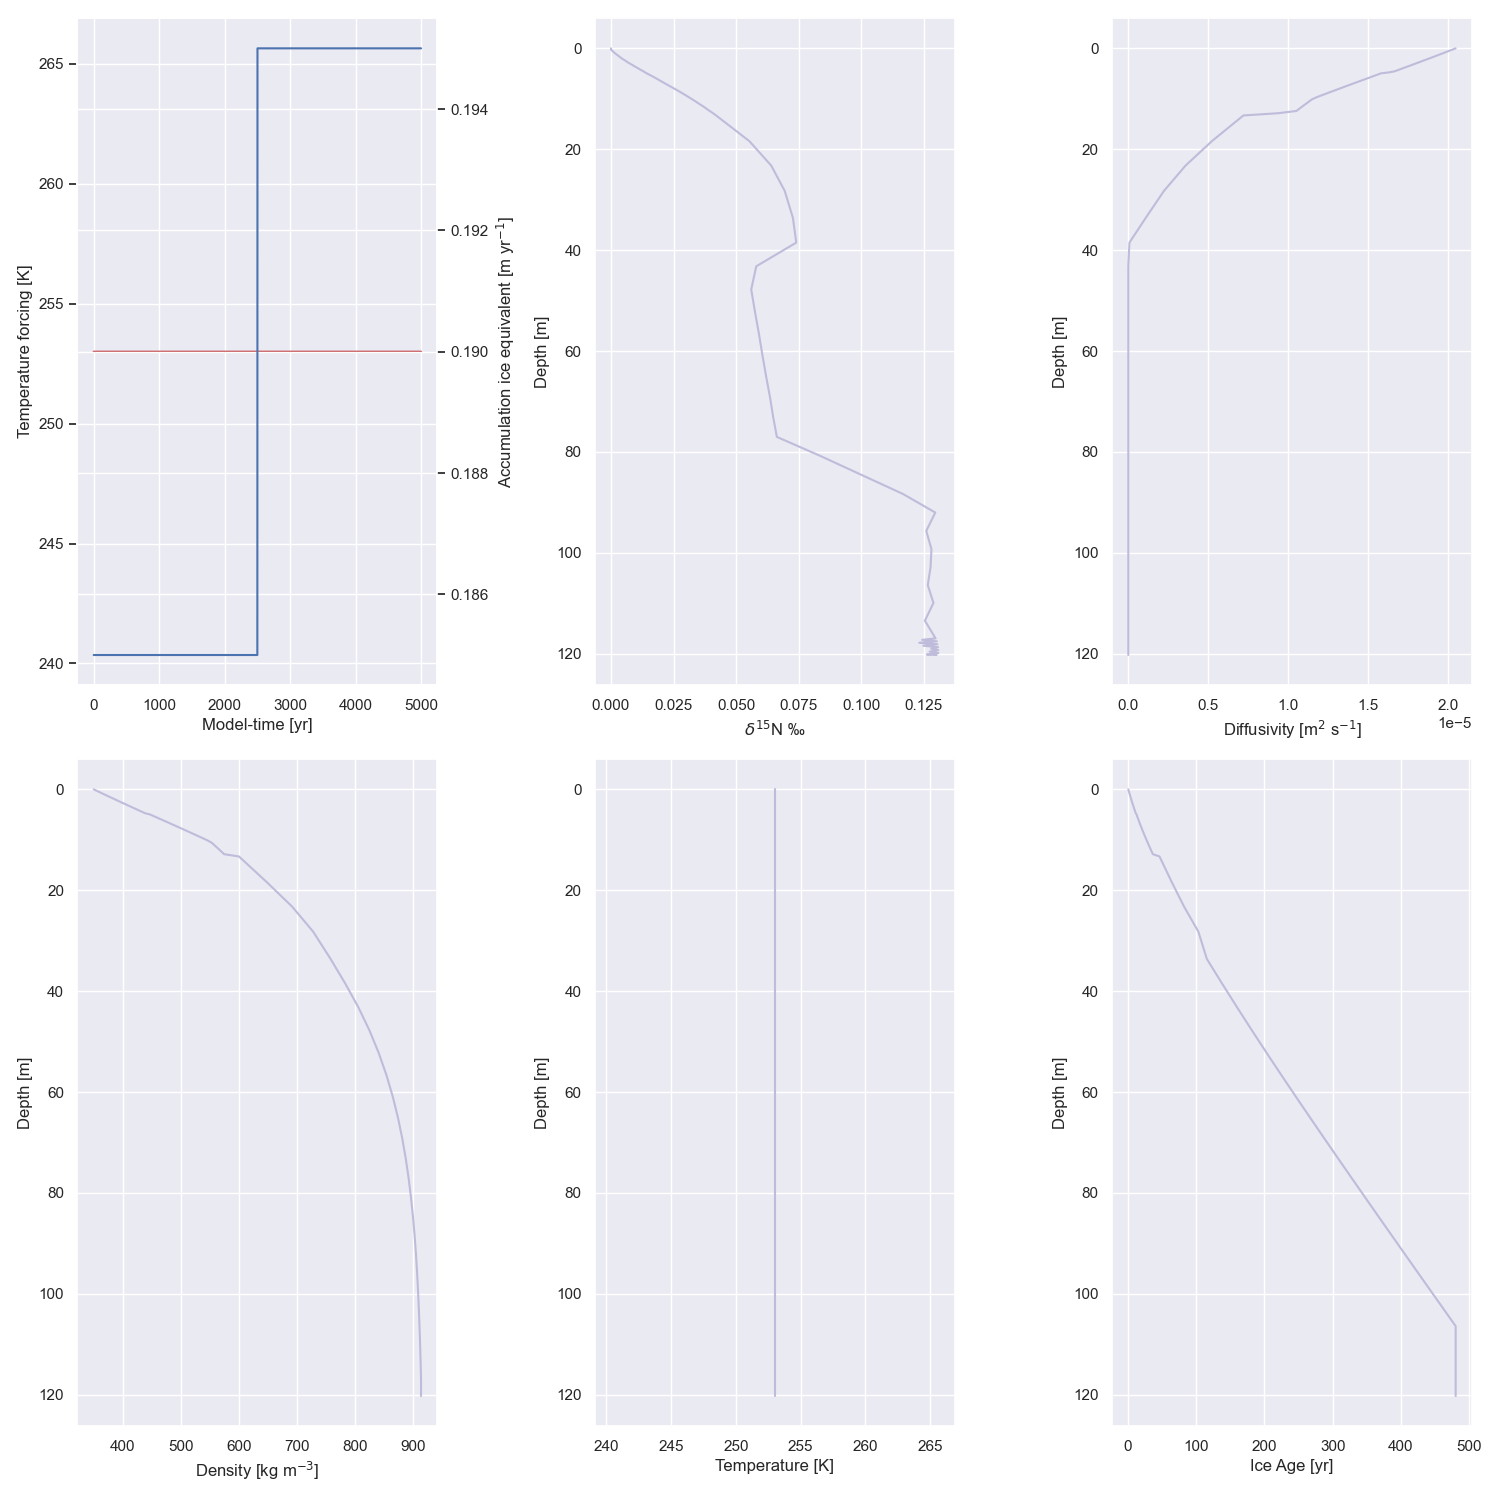 265
260
255
250
245
240
Temperature forcing [K]
0.194
0.192
0.190
0.188
0.186
Accumulation ice equivalent [m yr⁻¹]
0 1000 2000 3000 4000 5000
Model-time [yr]
0
20
40
60
80
100
120
Depth [m]
0.000 0.025 0.050 0.075 0.100 0.125
δ¹⁵N ‰
0
20
40
60
80
100
120
Depth [m]
0.0 0.5 1.0 1.5 2.0
1e−5
Diffusivity [m² s⁻¹]
0
20
40
60
80
100
120
Depth [m]
400 500 600 700 800 900
Density [kg m⁻³]
0
20
40
60
80
100
120
Depth [m]
240 245 250 255 260 265
Temperature [K]
0
20
40
60
80
100
120
Depth [m]
0 100 200 300 400 500
Ice Age [yr]